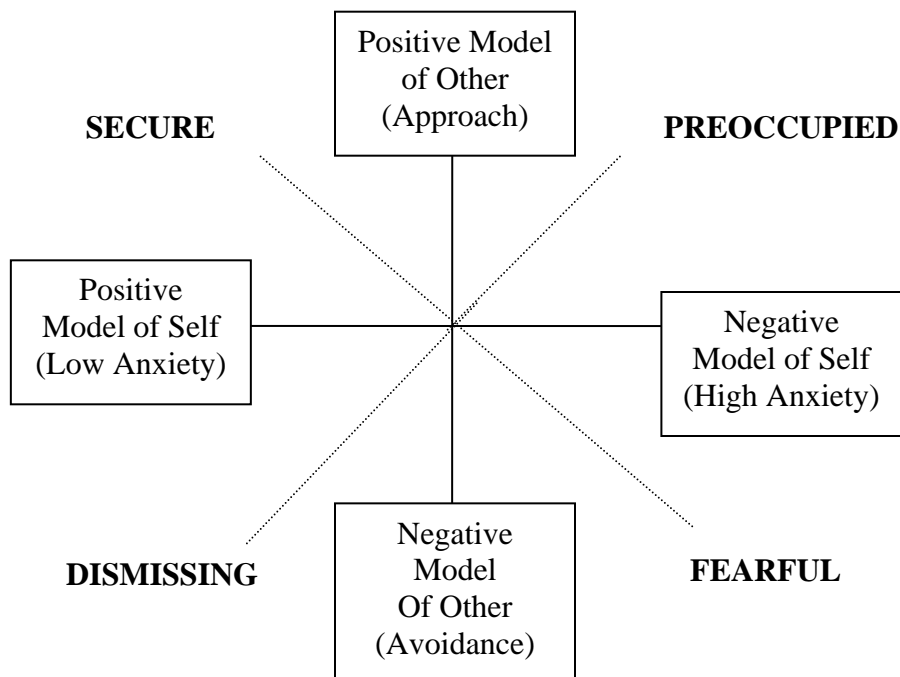 Positive Model
of Other
(Approach)
SECURE
PREOCCUPIED
Positive
Model of Self
(Low Anxiety)
Negative
Model of Self
(High Anxiety)
Negative
Model
Of Other
(Avoidance)
DISMISSING
FEARFUL